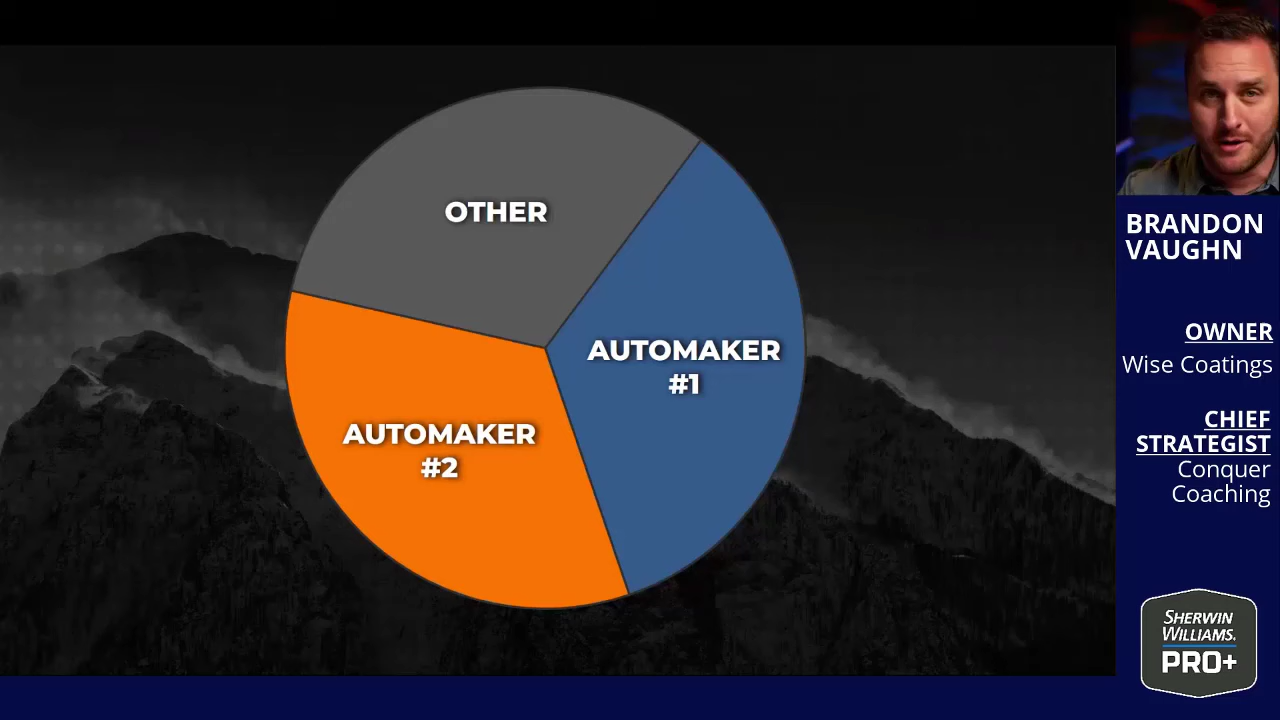 OTHER
AUTOMAKER
#1
AUTOMAKER
#2
BRANDON
VAUGHN
OWNER
Wise Coatings
CHIEF
STRATEGIST
Conquer
Coaching
SHERWIN
WILLIAMS.
PRO+